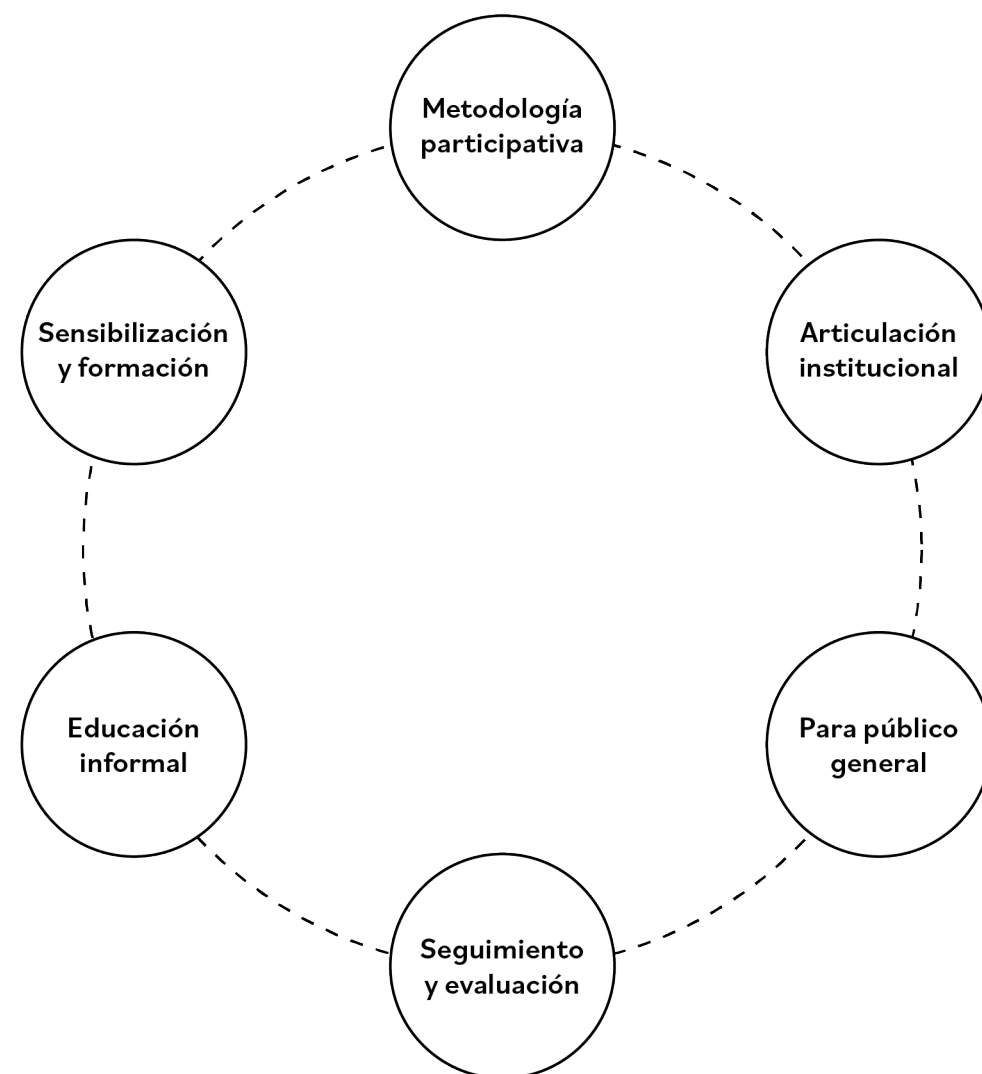 Metodología
participativa
Sensibilización
y formación
Articulación
institucional
Educación
informal
Para público
general
Seguimiento
y evaluación